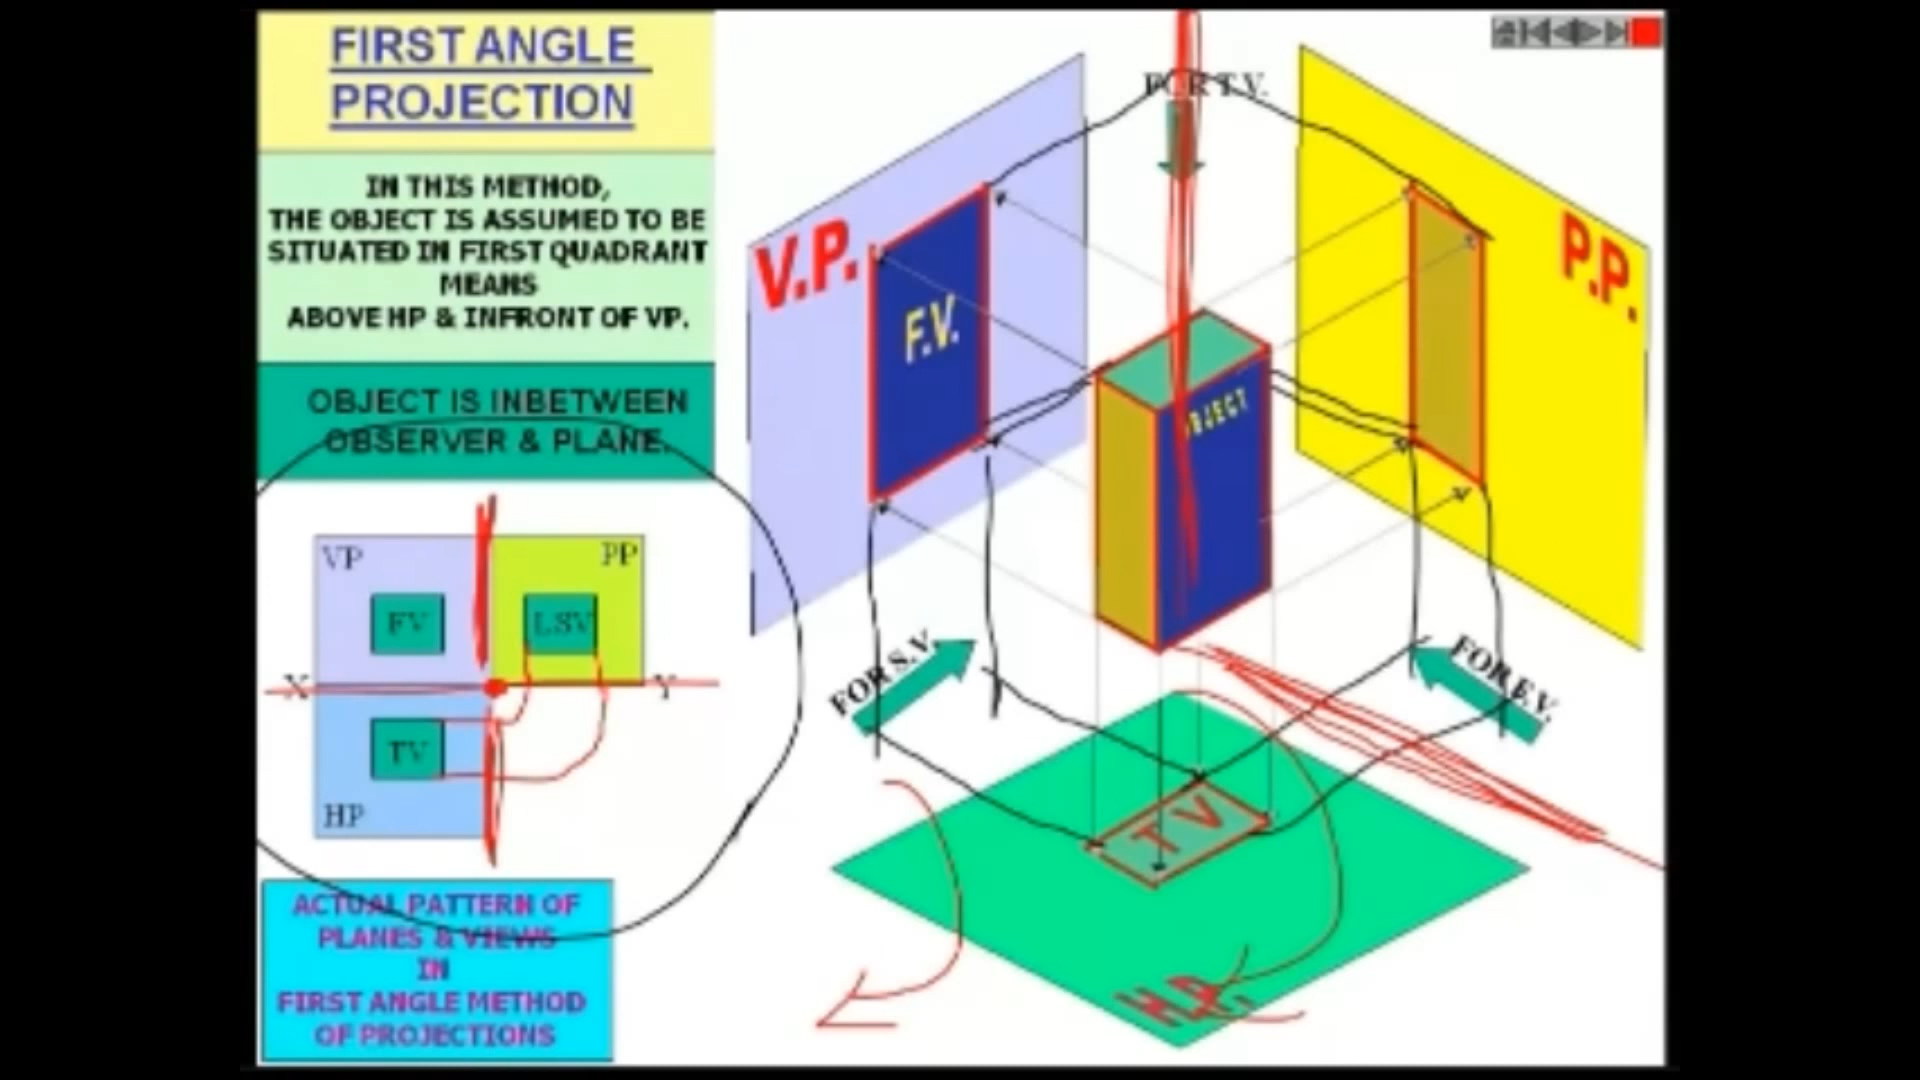 FIRST ANGLE
PROJECTION
IN THIS METHOD,
THE OBJECT IS ASSUMED TO BE
SITUATED IN FIRST QUADRANT
MEANS
ABOVE HP & INFRONT OF VP.
OBJECT IS INBETWEEN
OBSERVER & PLANE.
VP
PP
FV
LSV
X
Y
TV
HP
ACTUAL PATTERN OF
PLANES & VIEWS
IN
FIRST ANGLE METHOD
OF PROJECTIONS
FOR T.V.
V.P.
P.P.
F.V.
OBJECT
FOR S.V.
FOR F.V.
T V
H.P.